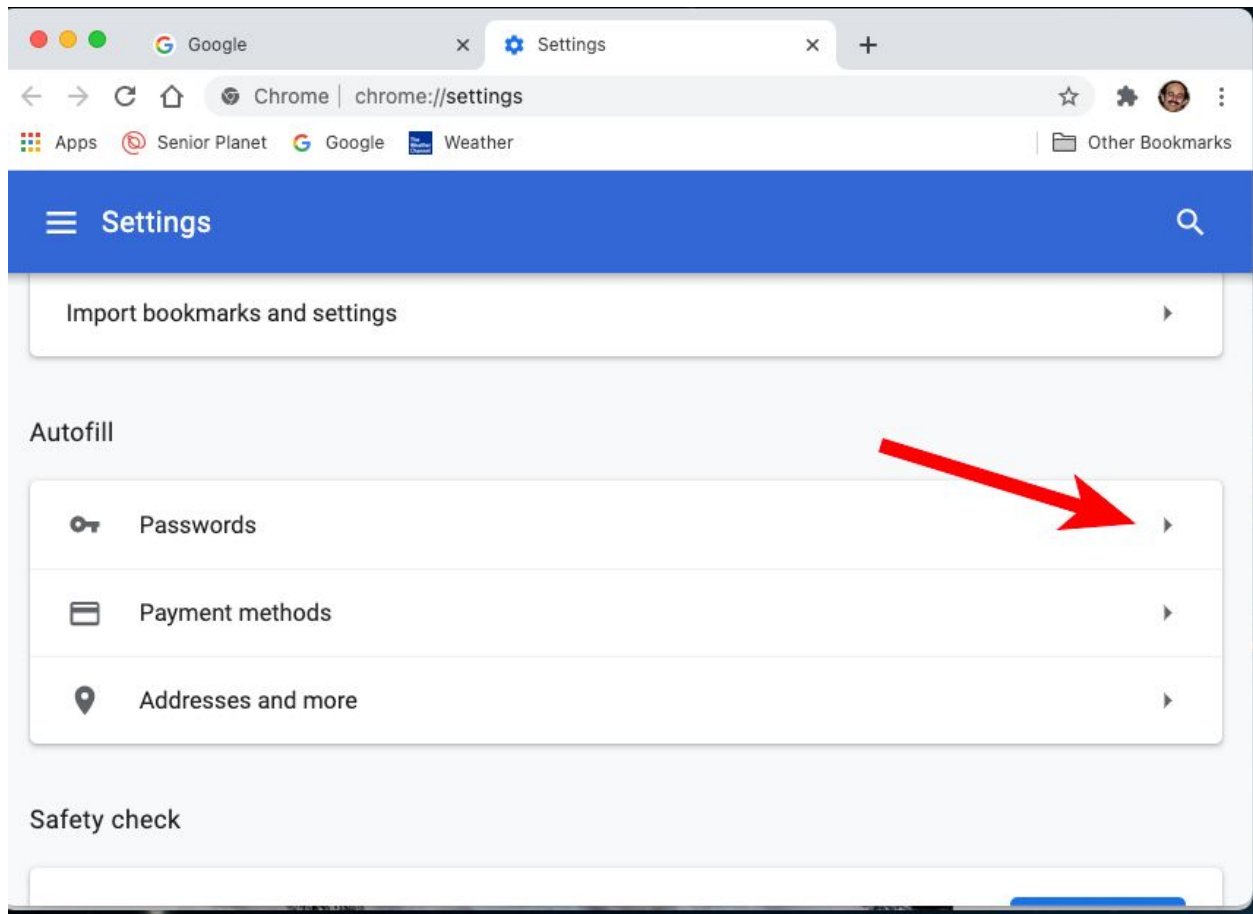 Google
Settings
Chrome | chrome://settings
Apps Senior Planet Google Weather Other Bookmarks
Settings
Import bookmarks and settings
Autofill
Passwords
Payment methods
Addresses and more
Safety check